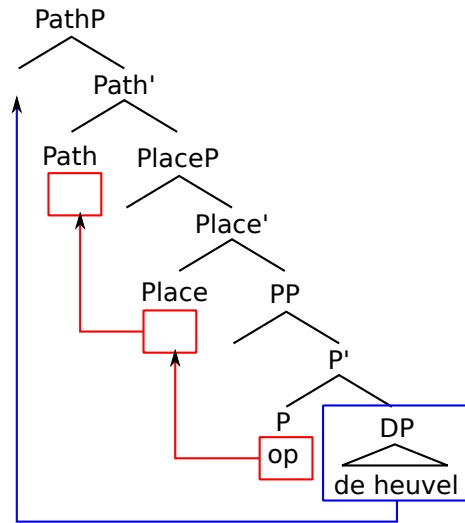 PathP
Path'
Path PlaceP
Place'
Place PP
P'
P DP
op
de heuvel